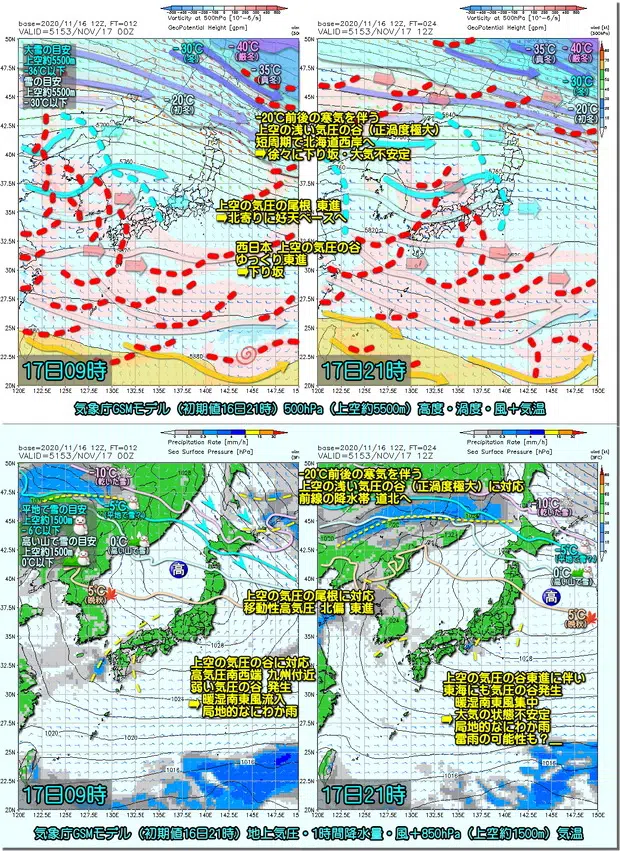 Vorticity at 500hPa [10^-6/s]
base=2020/11/16 12Z, FT=012
GeoPotential Height [gpm]
VALID=5153/NOV/17 00Z
大雪の目安
上空約5500m
-36℃以下
雪の目安
上空約5500m
-30℃以下
-30℃
(冬)
-40℃
(厳冬)
-35℃
(真冬)
-20℃
(初冬)
17日09時
Vorticity at 500hPa [10^-6/s]
base=2020/11/16 12Z, FT=024
GeoPotential Height [gpm]
VALID=5153/NOV/17 12Z
-35℃
(真冬)
-40℃
(厳冬)
-30℃
(冬)
-20℃
(初冬)
-20℃前後の寒気を伴う
上空の浅い気圧の谷(正渦度極大)
短周期で北海道西岸へ
➡徐々に下り坂・大気不安定
上空の気圧の尾根 東進
➡北寄りに好天ベースへ
西日本 上空の気圧の谷
ゆっくり東進
➡下り坂
17日21時
気象庁GSMモデル(初期値16日21時)500hPa(上空約5500m)高度・渦度・風+気温
Precipitation Rate [mm/h]
base=2020/11/16 12Z, FT=012
Sea Surface Pressure [hPa]
VALID=5153/NOV/17 00Z
-10℃
(乾いた雪)
-5℃
(平地で雪?)
平地で雪の目安
上空約1500m
-6℃以下
高い山で雪の目安
上空約1500m
0℃以下
0℃
(高い山で雪)
高
5℃
(晩秋)
上空の気圧の谷に対応
高気圧南西端 九州付近
弱い気圧の谷 発生
➡暖湿南東風流入
局地的なにわか雨
17日09時
Precipitation Rate [mm/h]
base=2020/11/16 12Z, FT=024
Sea Surface Pressure [hPa]
VALID=5153/NOV/17 12Z
-20℃前後の寒気を伴う
上空の浅い気圧の谷(正渦度極大)に対応
前線の降水帯 道北へ
-10℃
(乾いた雪)
-5℃
(平地で雪?)
0℃
(高い山で雪)
高
5℃
(晩秋)
上空の気圧の尾根に対応
移動性高気圧 北偏 東進
上空の気圧の谷東進に伴い
東海にも気圧の谷発生
暖湿南東風集中
➡大気の状態不安定
局地的なにわか雨
雷雨の可能性も?__
17日21時
気象庁GSMモデル(初期値16日21時)地上気圧・1時間降水量・風+850hPa(上空約1500m)気温